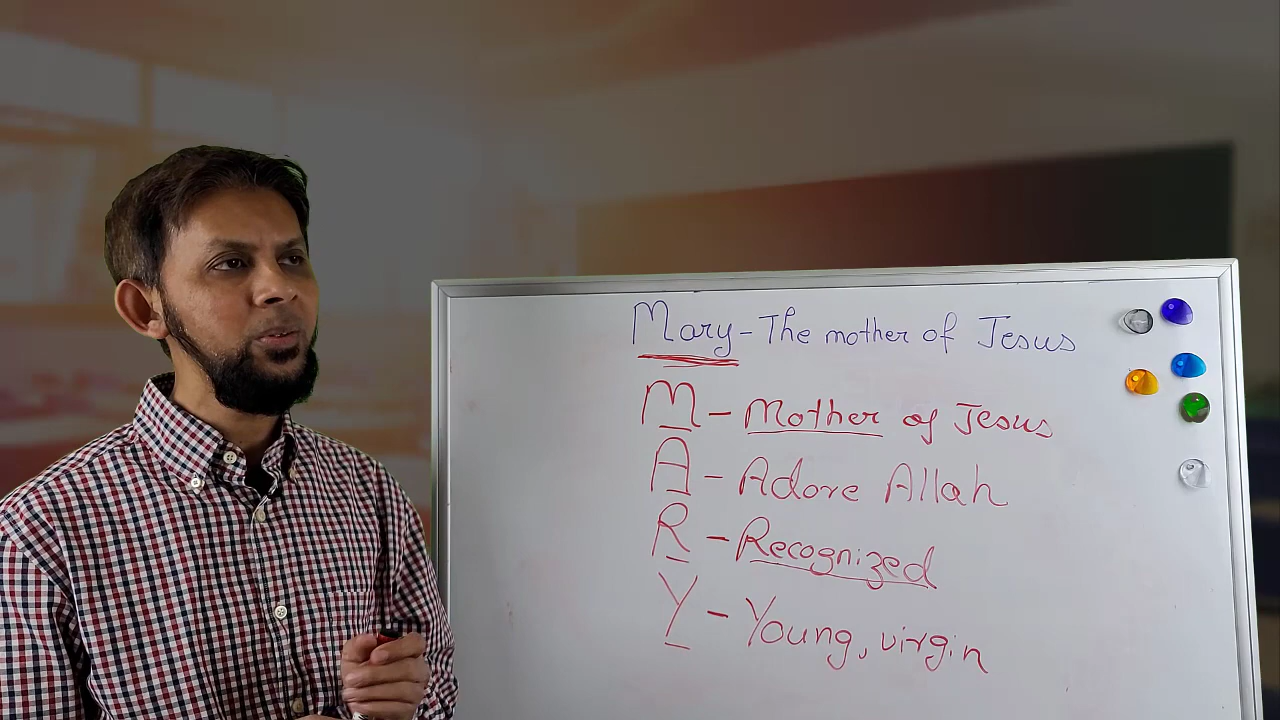 Mary - The mother of Jesus
M - Mother of Jesus
A - Adore Allah
R - Recognized
Y - Young, virgin